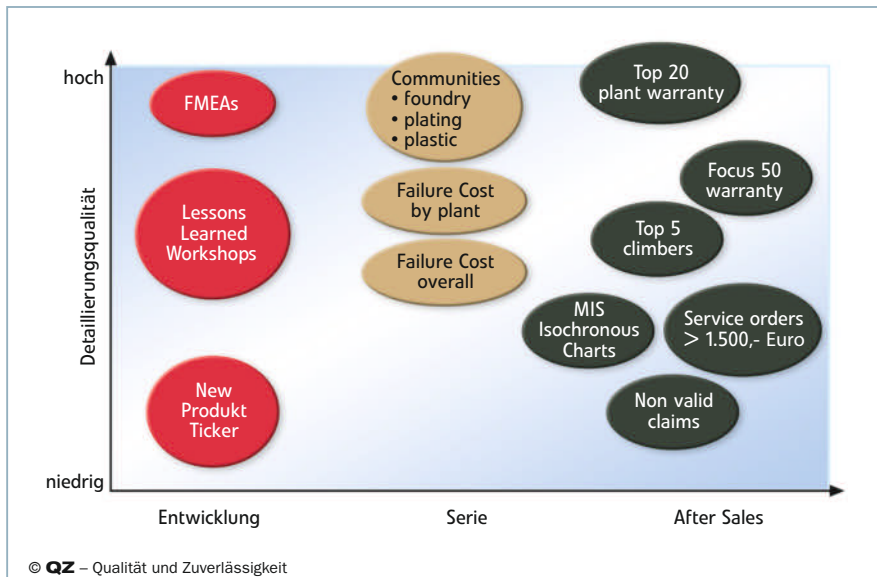 hoch
Detaillierungsqualität
niedrig
FMEAs
Lessons
Learned
Workshops
New
Produkt
Ticker
Communities
• foundry
• plating
• plastic
Failure Cost
by plant
Failure Cost
overall
Top 20
plant warranty
Focus 50
warranty
Top 5
climbers
MIS
Isochronous
Charts
Service orders
> 1.500,- Euro
Non valid
claims
Entwicklung
Serie
After Sales
© QZ – Qualität und Zuverlässigkeit